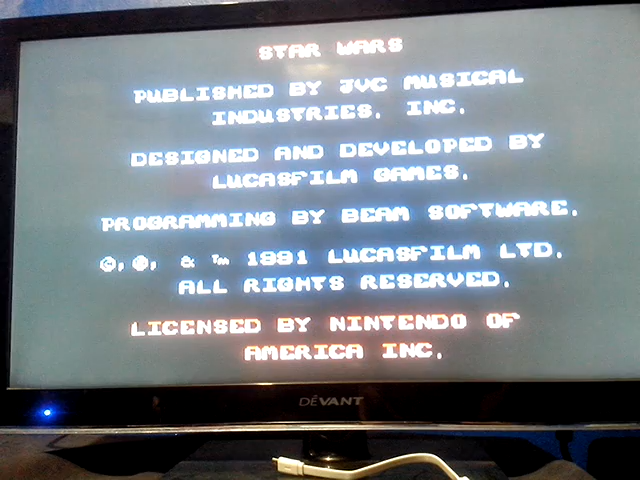 STAR WARS
PUBLISHED BY JVC MUSICAL
INDUSTRIES, INC.
DESIGNED AND DEVELOPED BY
LUCASFILM GAMES.
PROGRAMMING BY BEAM SOFTWARE.
©,®, & ™ 1991 LUCASFILM LTD.
ALL RIGHTS RESERVED.
LICENSED BY NINTENDO OF
AMERICA INC.
DÉVANT